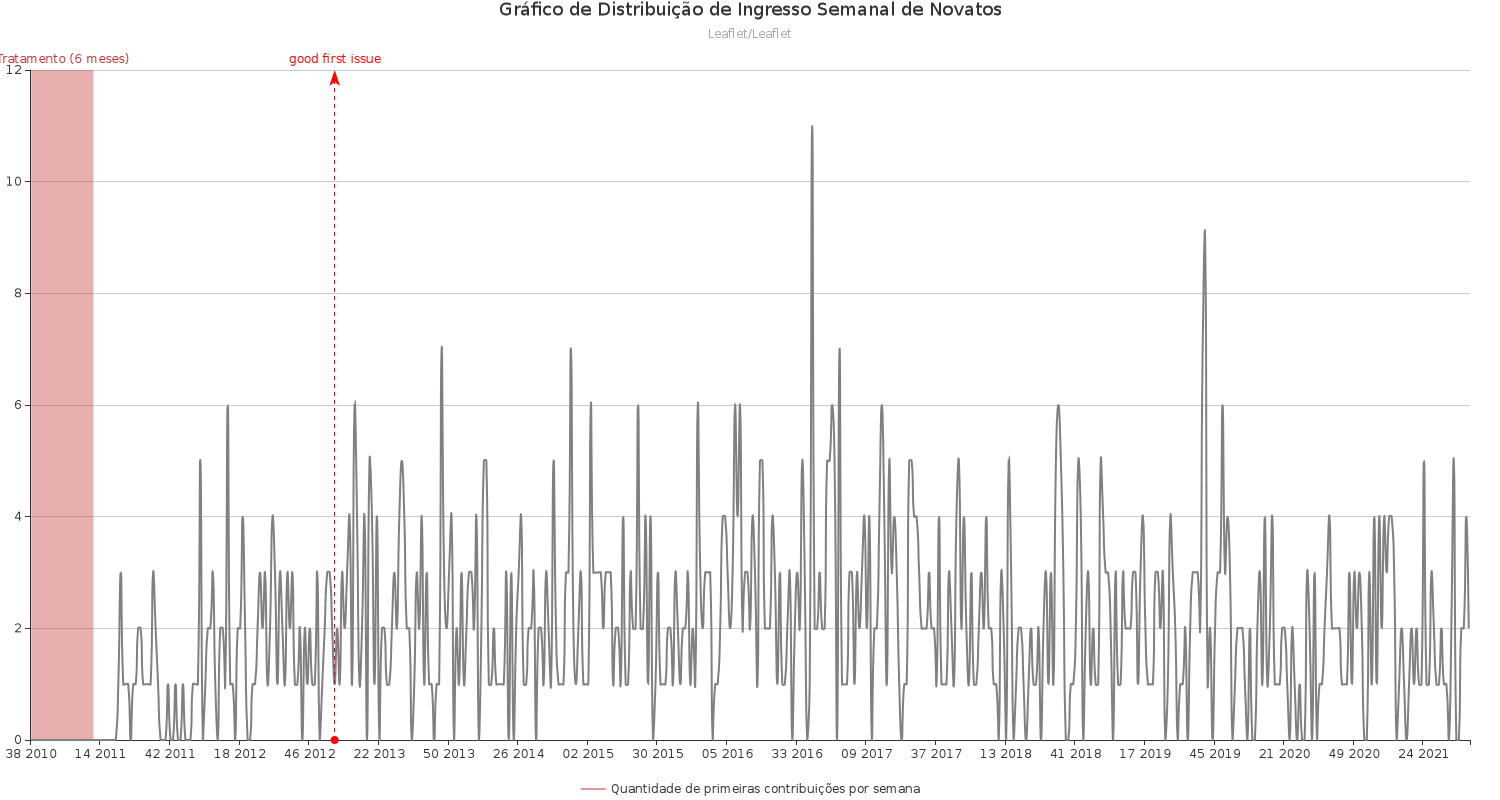 Gráfico de Distribuição de Ingresso Semanal de Novatos
Leaflet/Leaflet
Tratamento (6 meses)
good first issue
12
10
8
6
4
2
0
38 2010 14 2011 42 2011 18 2012 46 2012 22 2013 50 2013 26 2014 02 2015 30 2015 05 2016 33 2016 09 2017 37 2017 13 2018 41 2018 17 2019 45 2019 21 2020 49 2020 24 2021
Quantidade de primeiras contribuições por semana